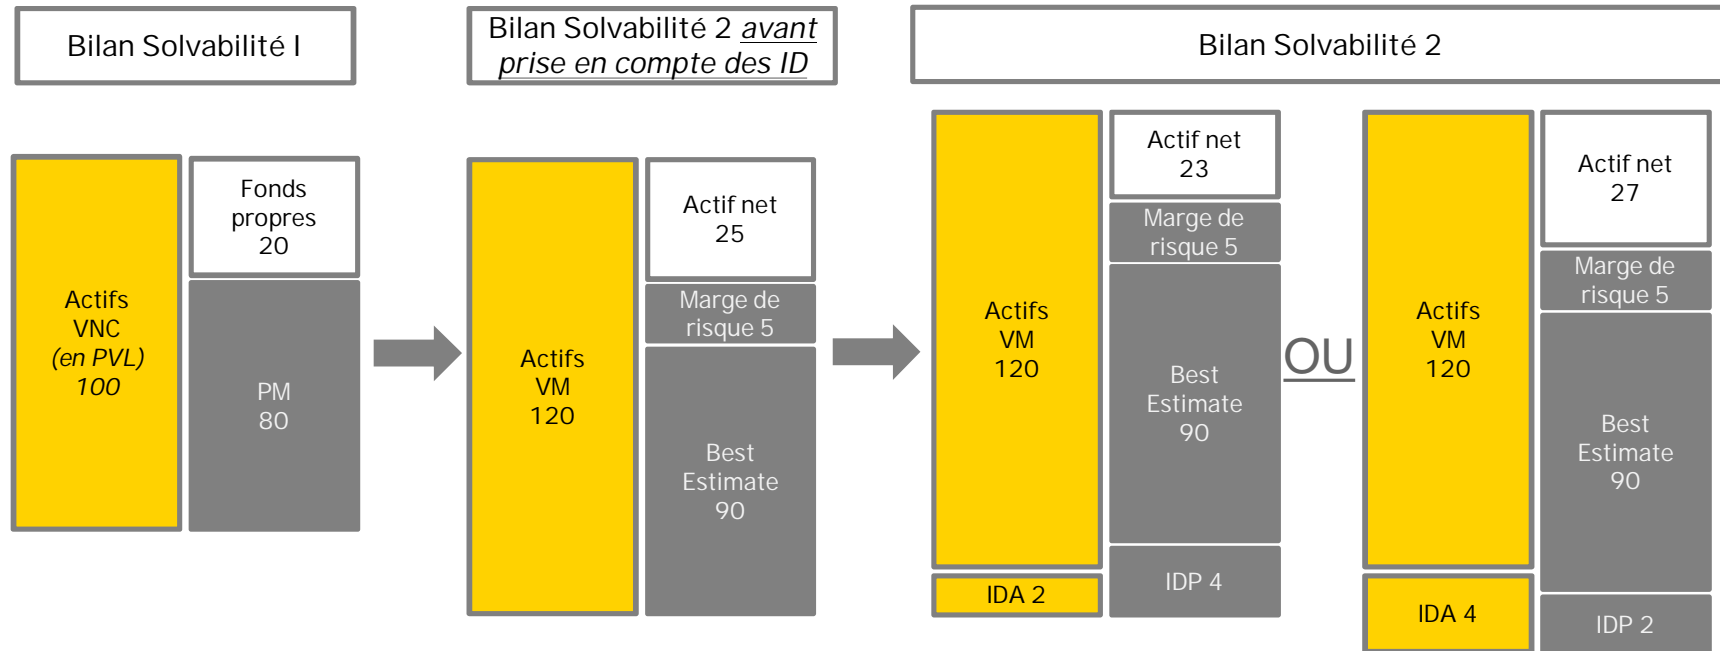 Bilan Solvabilité I
Bilan Solvabilité 2 avant
prise en compte des ID
Bilan Solvabilité 2
Actifs
VNC
(en PVL)
100
Fonds
propres
20
PM
80
Actifs
VM
120
Actif net
25
Marge de
risque 5
Best
Estimate
90
Actifs
VM
120
IDA 2
Actif net
23
Marge de
risque 5
Best
Estimate
90
IDP 4
OU
Actifs
VM
120
IDA 4
Actif net
27
Marge de
risque 5
Best
Estimate
90
IDP 2